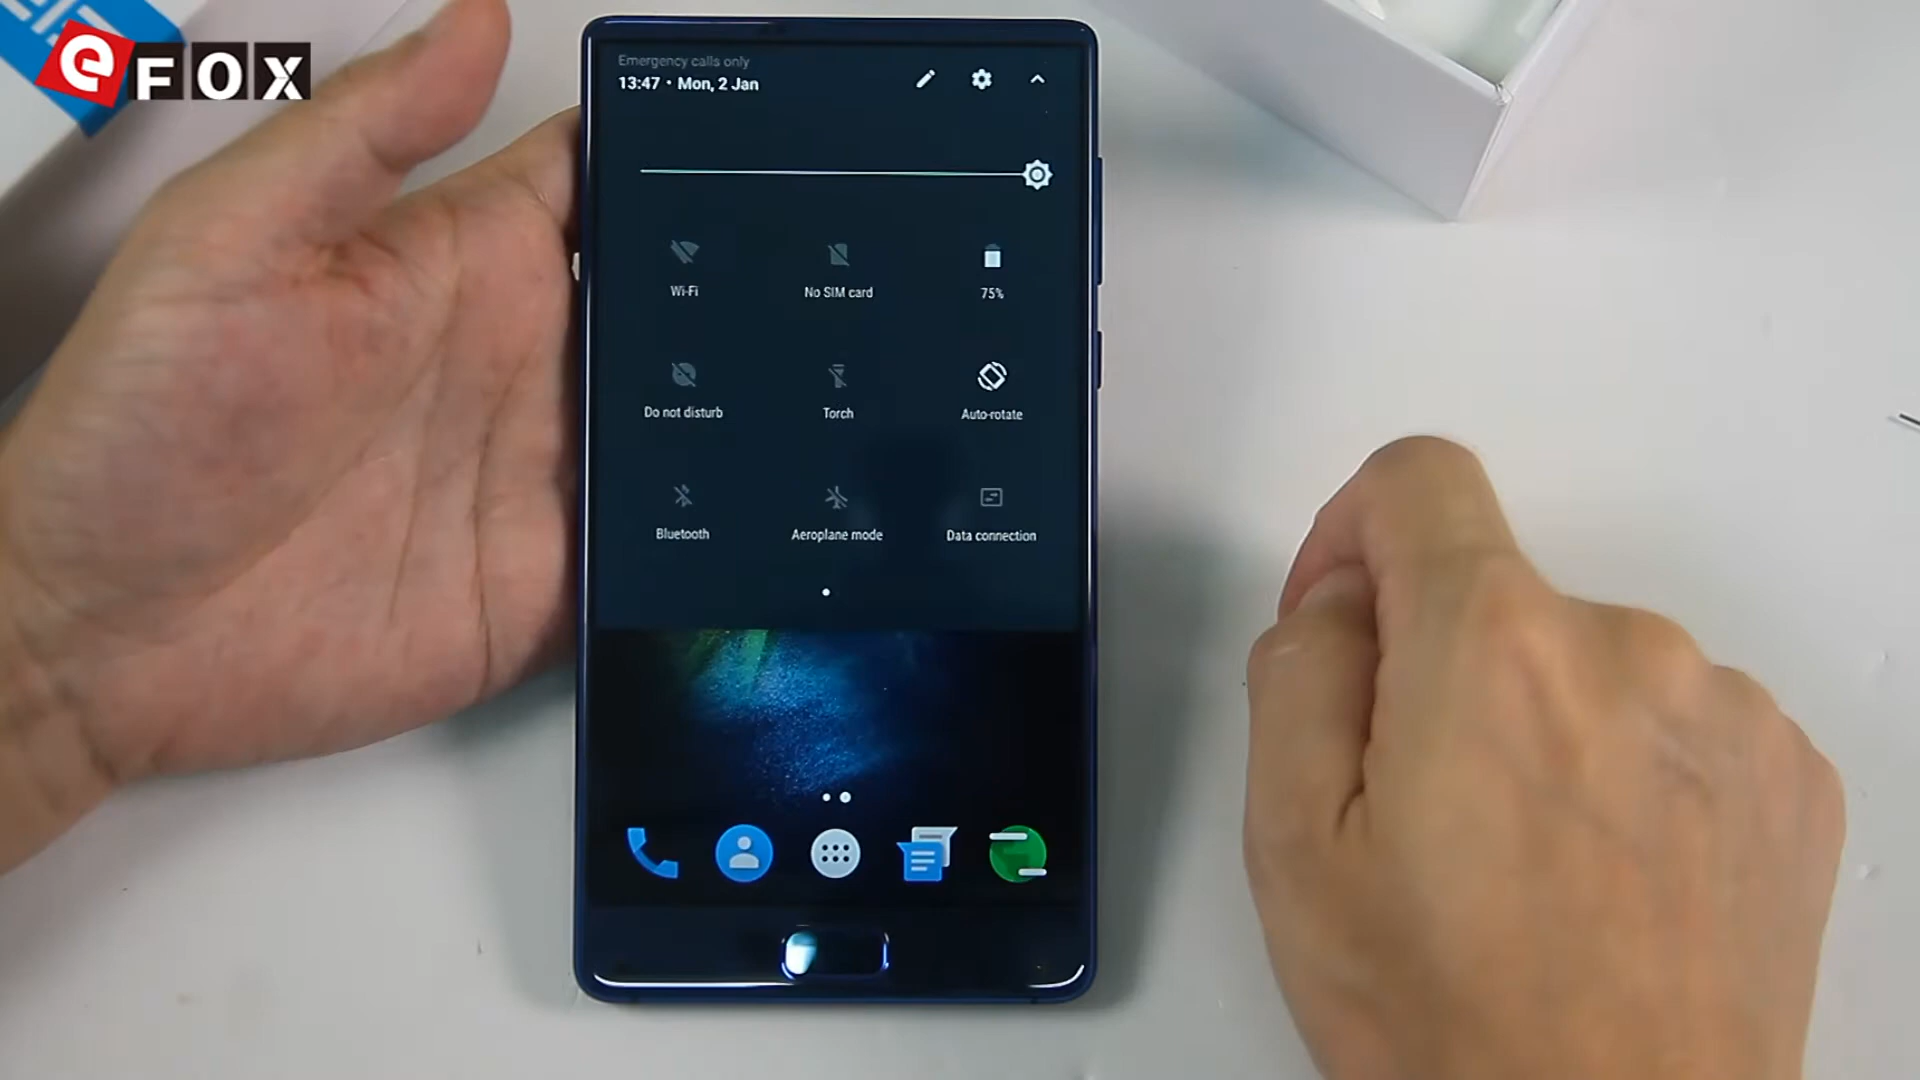 eFOX
Emergency calls only
13:47 • Mon, 2 Jan
Wi-Fi
No SIM card
75%
Do not disturb
Torch
Auto-rotate
Bluetooth
Aeroplane mode
Data connection